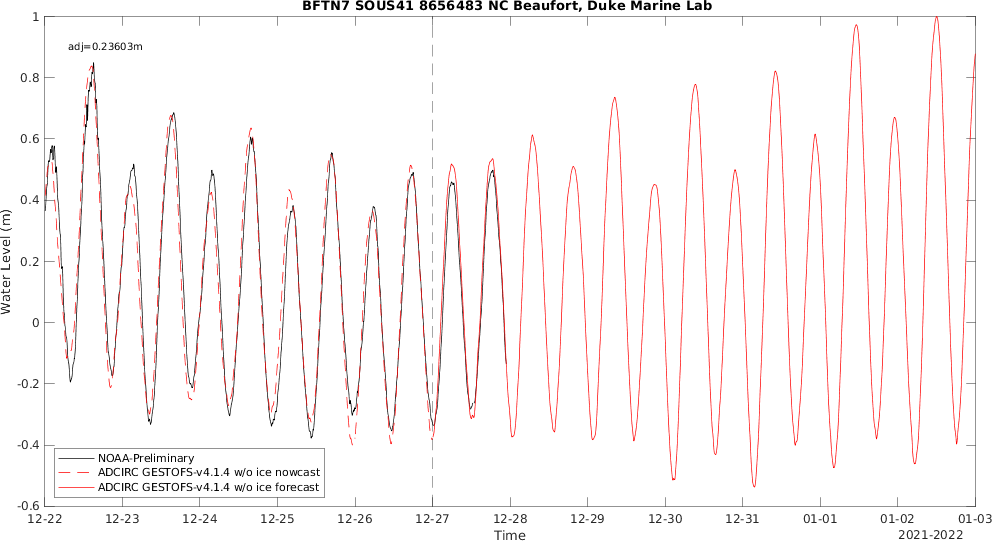 BFTN7 SOUS41 8656483 NC Beaufort, Duke Marine Lab
adj=0.23603m
1
0.8
0.6
0.4
0.2
0
-0.2
-0.4
-0.6
Water Level (m)
NOAA-Preliminary
ADCIRC GESTOFS-v4.1.4 w/o ice nowcast
ADCIRC GESTOFS-v4.1.4 w/o ice forecast
12-22 12-23 12-24 12-25 12-26 12-27 12-28 12-29 12-30 12-31 01-01 01-02 01-03
Time
2021-2022